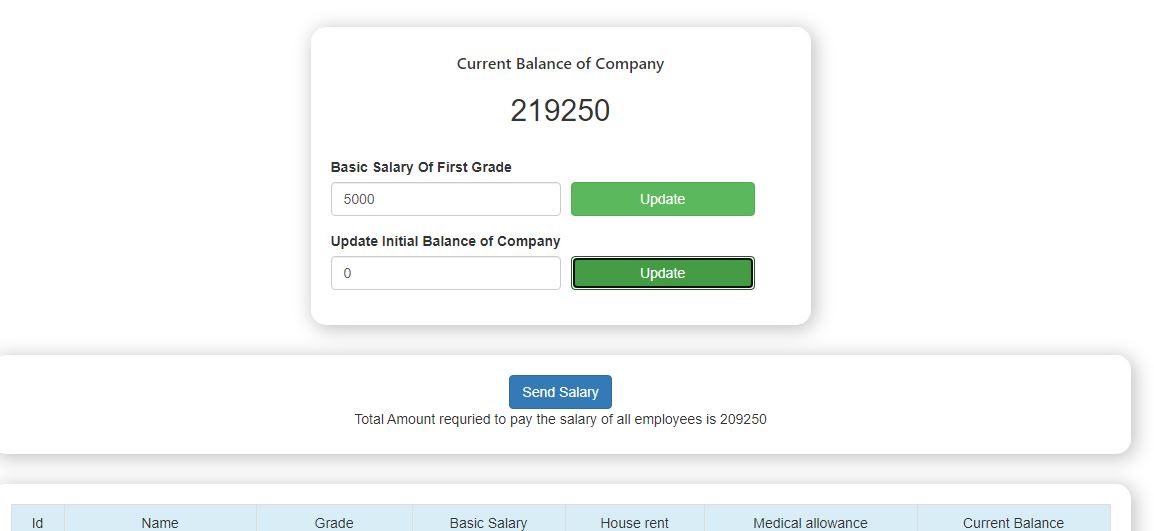 Current Balance of Company
219250
Basic Salary Of First Grade
5000 Update
Update Initial Balance of Company
0 Update
Send Salary
Total Amount requried to pay the salary of all employees is 209250
Id Name Grade Basic Salary House rent Medical allowance Current Balance